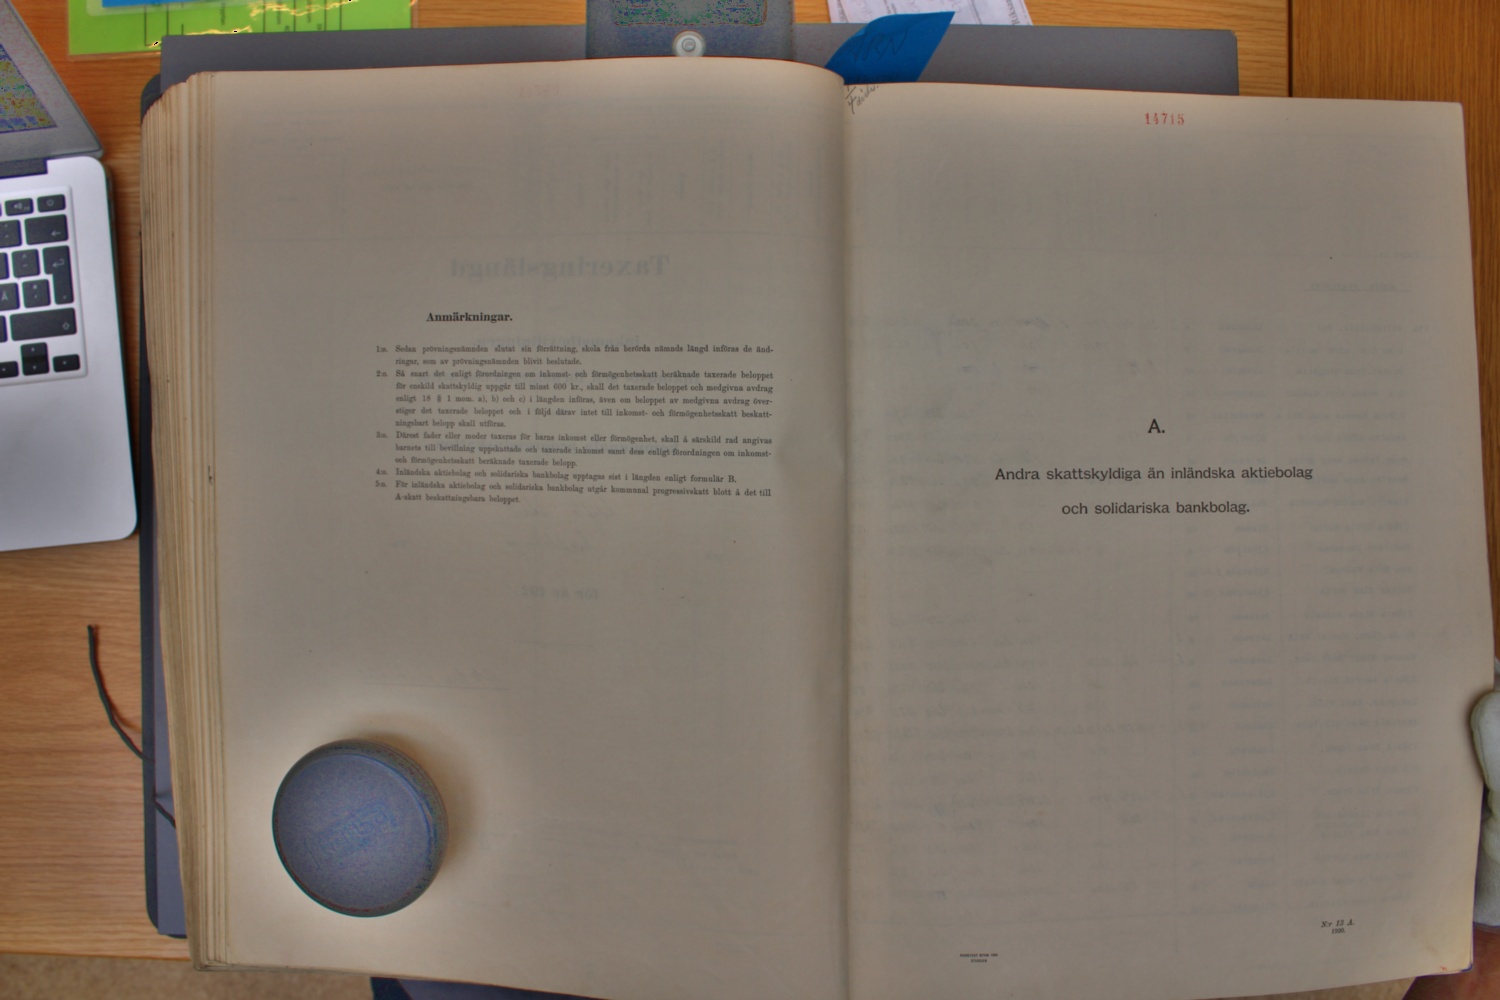 Anmärkningar.
1:o. Sedan prövningsnämnden slutat sin förrättning, skola från berörda nämnds längd införas de änd-
ringar, som av prövningsnämnden blivit beslutade.
2:o. Så snart det enligt förordningen om inkomst- och förmögenhetsskatt beräknade taxerade beloppet
för enskild skattskyldig uppgår till minst 600 kr., skall det taxerade beloppet och medgivna avdrag
enligt 18 § 1 mom. a), b) och c) i längden införas, även om beloppet av medgivna avdrag över-
stiger det taxerade beloppet och i följd därav intet till inkomst- och förmögenhetsskatt beskatt-
ningsbart belopp skall utföras.
3:o. Därest fader eller moder taxeras för barns inkomst eller förmögenhet, skall å särskild rad angivas
barnets till bevillning uppskattade och taxerade inkomst samt dess enligt förordningen om inkomst-
och förmögenhetsskatt beräknade taxerade belopp.
4:o. Inländska aktiebolag och solidariska bankbolag upptagas sist i längden enligt formulär B.
5:o. För inländska aktiebolag och solidariska bankbolag utgår kommunal progressivskatt blott å det till
A-skatt beskattningsbara beloppet.
14715
A.
Andra skattskyldiga än inländska aktiebolag
och solidariska bankbolag.
N:r 13 A.